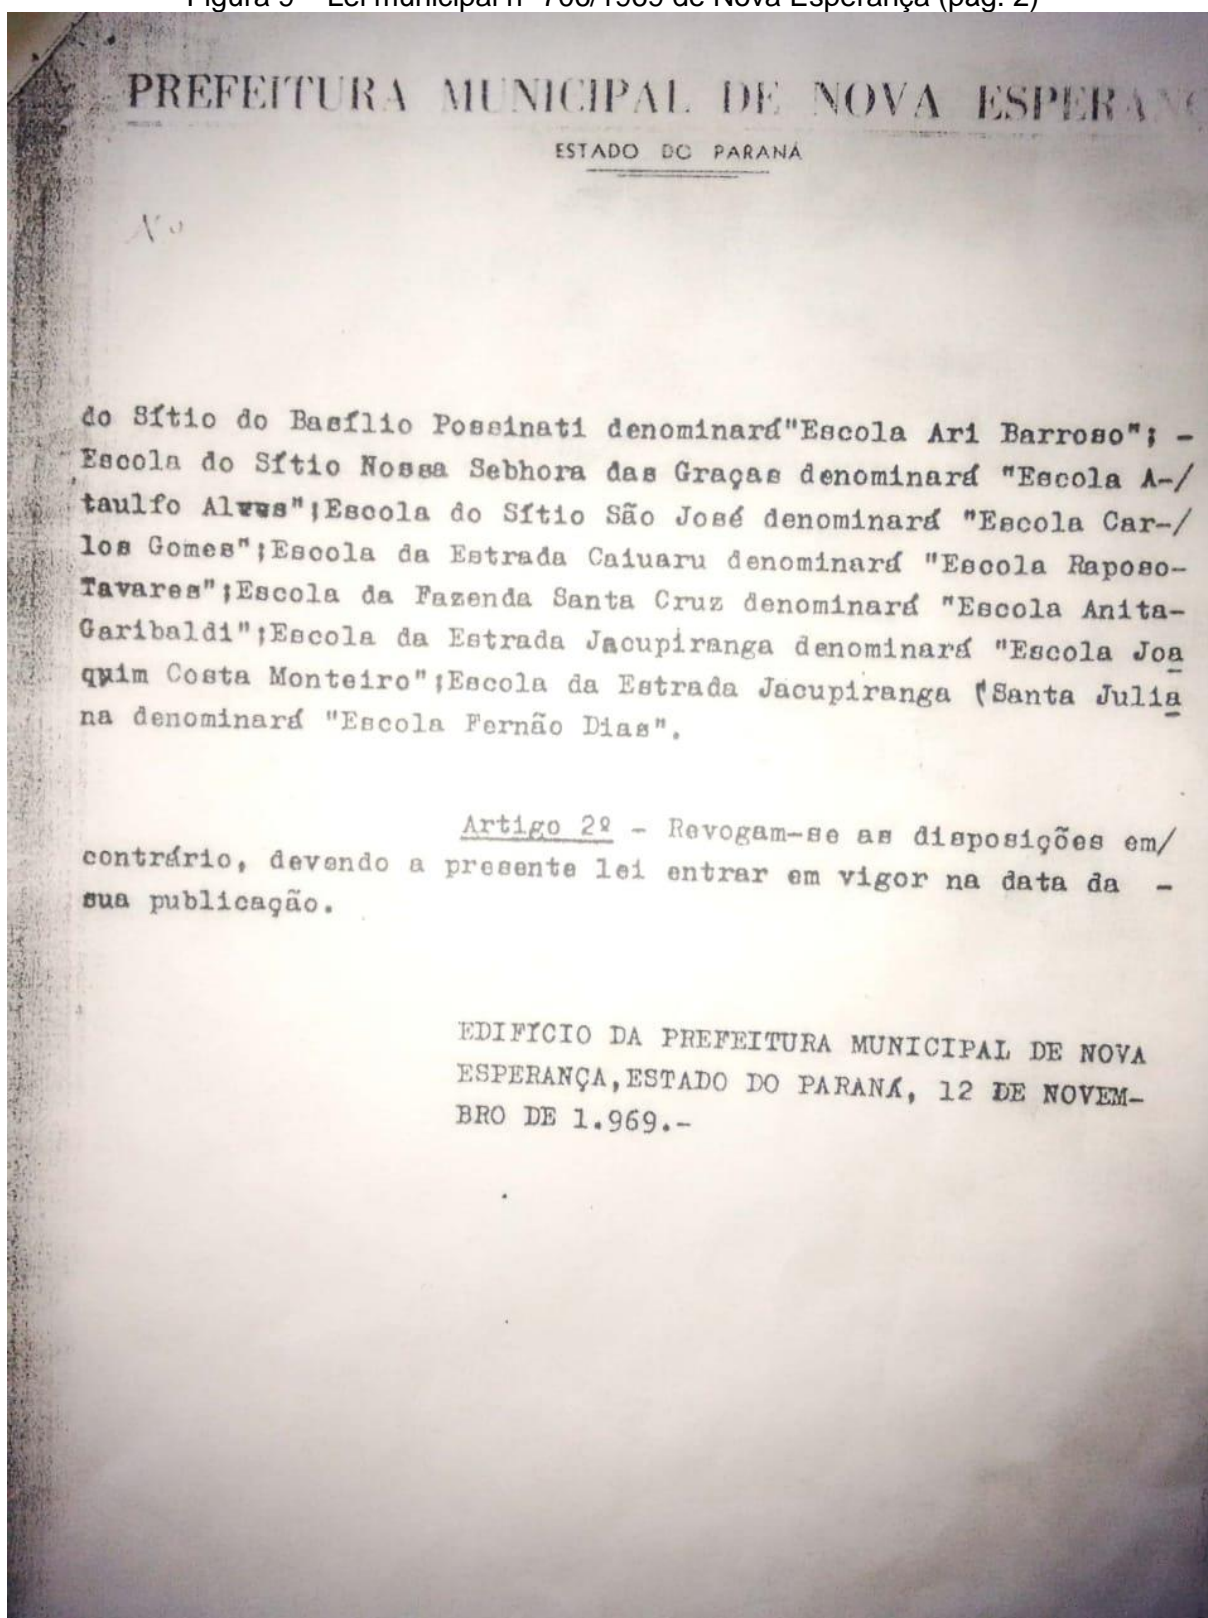 Figura 9 – Lei municipal nº 766/1969 de Nova Esperança (pág. 2)
PREFEITURA MUNICIPAL DE NOVA ESPERANÇ
ESTADO DO PARANÁ
Nº
do Sítio do Basílio Possinati denominará"Escola Ari Barroso"; -
Escola do Sítio Nossa Sebhora das Graças denominará "Escola A-/
taulfo Alves";Escola do Sítio São José denominará "Escola Car-/
los Gomes";Escola da Estrada Caiuaru denominará "Escola Raposo-
Tavares";Escola da Fazenda Santa Cruz denominará "Escola Anita-
Garibaldi";Escola da Estrada Jacupiranga denominará "Escola Joa
quim Costa Monteiro";Escola da Estrada Jacupiranga (Santa Julia
na denominará "Escola Fernão Dias".
Artigo 2º - Revogam-se as disposições em/
contrário, devendo a presente lei entrar em vigor na data da -
sua publicação.
EDIFÍCIO DA PREFEITURA MUNICIPAL DE NOVA
ESPERANÇA,ESTADO DO PARANÁ, 12 DE NOVEM-
BRO DE 1.969.-